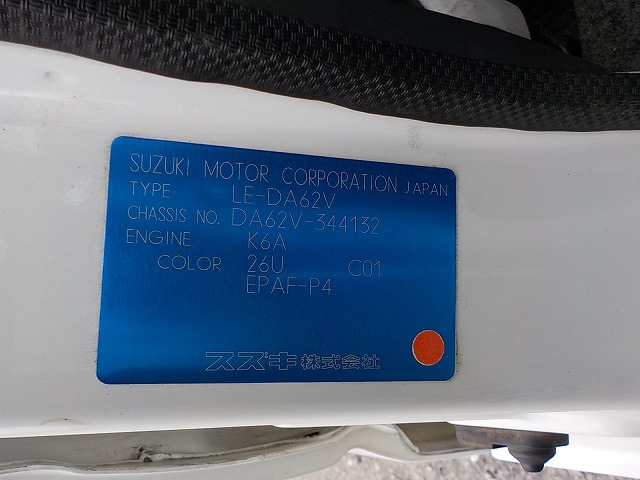 SUZUKI MOTOR CORPORATION JAPAN
TYPE LE-DA62V
CHASSIS NO. DA62V-344132
ENGINE K6A
COLOR 26U C01
EPAF-P4
スズキ株式会社